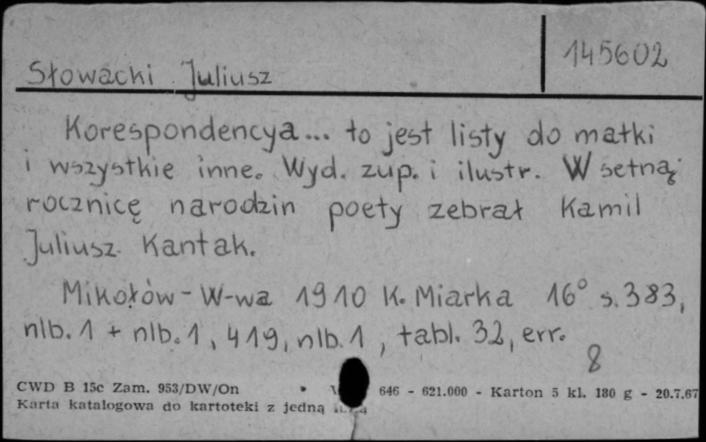 145602
Słowacki Juliusz
Korespondencya... to jest listy do matki
i wszystkie inne. Wyd. zup. i ilustr. W setną
rocznicę narodzin poety zebrał Kamil
Juliusz Kantak.
Mikołów - W-wa 1910 K. Miarka 16° s. 383,
nlb. 1 + nlb. 1, 419, nlb. 1, tabl. 32, err.
8
CWD B 15c Zam. 953/DW/On 646 - 621.000 - Karton 5 kl. 180 g - 20.7.67
Karta katalogowa do kartoteki z jedną